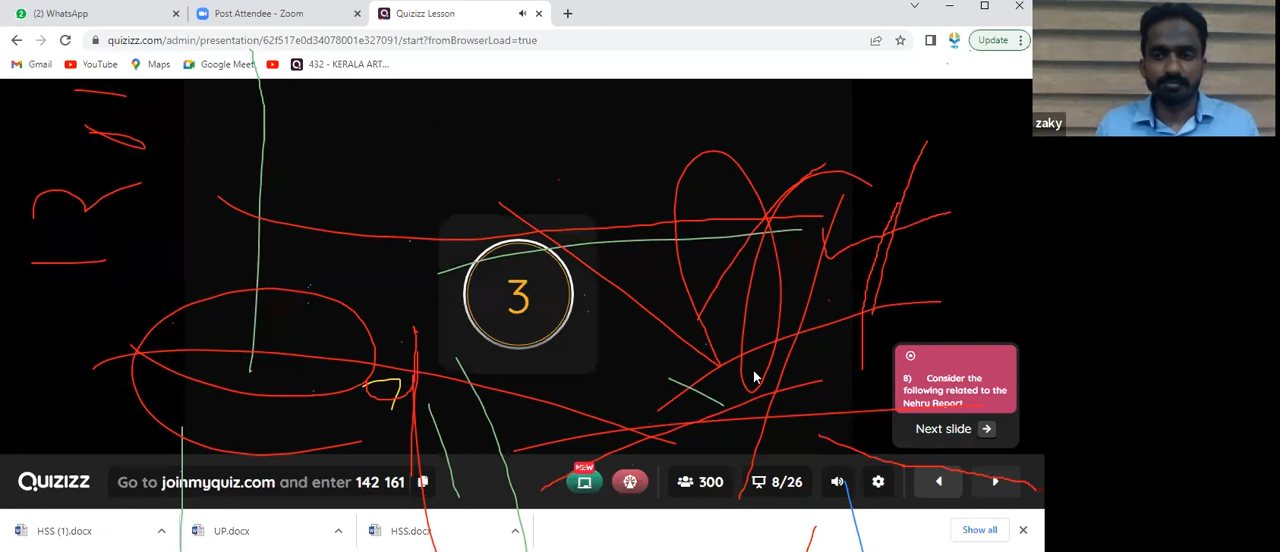 (2) WhatsApp
Post Attendee - Zoom
Quizizz Lesson
quizizz.com/admin/presentation/62f517e0d34078001e327091/start?fromBrowserLoad=true
Update
Gmail
YouTube
Maps
Google Meet
432 - KERALA ART...
zaky
3
8) Consider the
following related to the
Nehru Report
Next slide
NEW
Quizizz
Go to joinmyquiz.com and enter 142 161
300
8/26
HSS (1).docx
UP.docx
HSS.docx
Show all